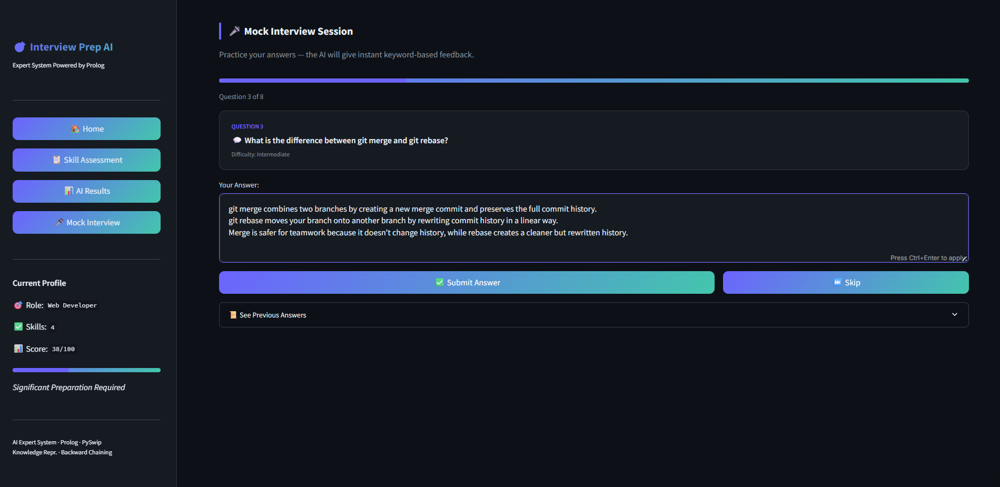 Interview Prep AI
Expert System Powered by Prolog
Home
Skill Assessment
AI Results
Mock Interview
Current Profile
Role: Web Developer
Skills: 4
Score: 38/100
Significant Preparation Required
AI Expert System · Prolog · PySwip
Knowledge Repr. · Backward Chaining
Mock Interview Session
Practice your answers — the AI will give instant keyword-based feedback.
Question 3 of 8
QUESTION 3
What is the difference between git merge and git rebase?
Difficulty: Intermediate
Your Answer:
git merge combines two branches by creating a new merge commit and preserves the full commit history.
git rebase moves your branch onto another branch by rewriting commit history in a linear way.
Merge is safer for teamwork because it doesn’t change history, while rebase creates a cleaner but rewritten history.
Press Ctrl+Enter to apply
Submit Answer
Skip
See Previous Answers